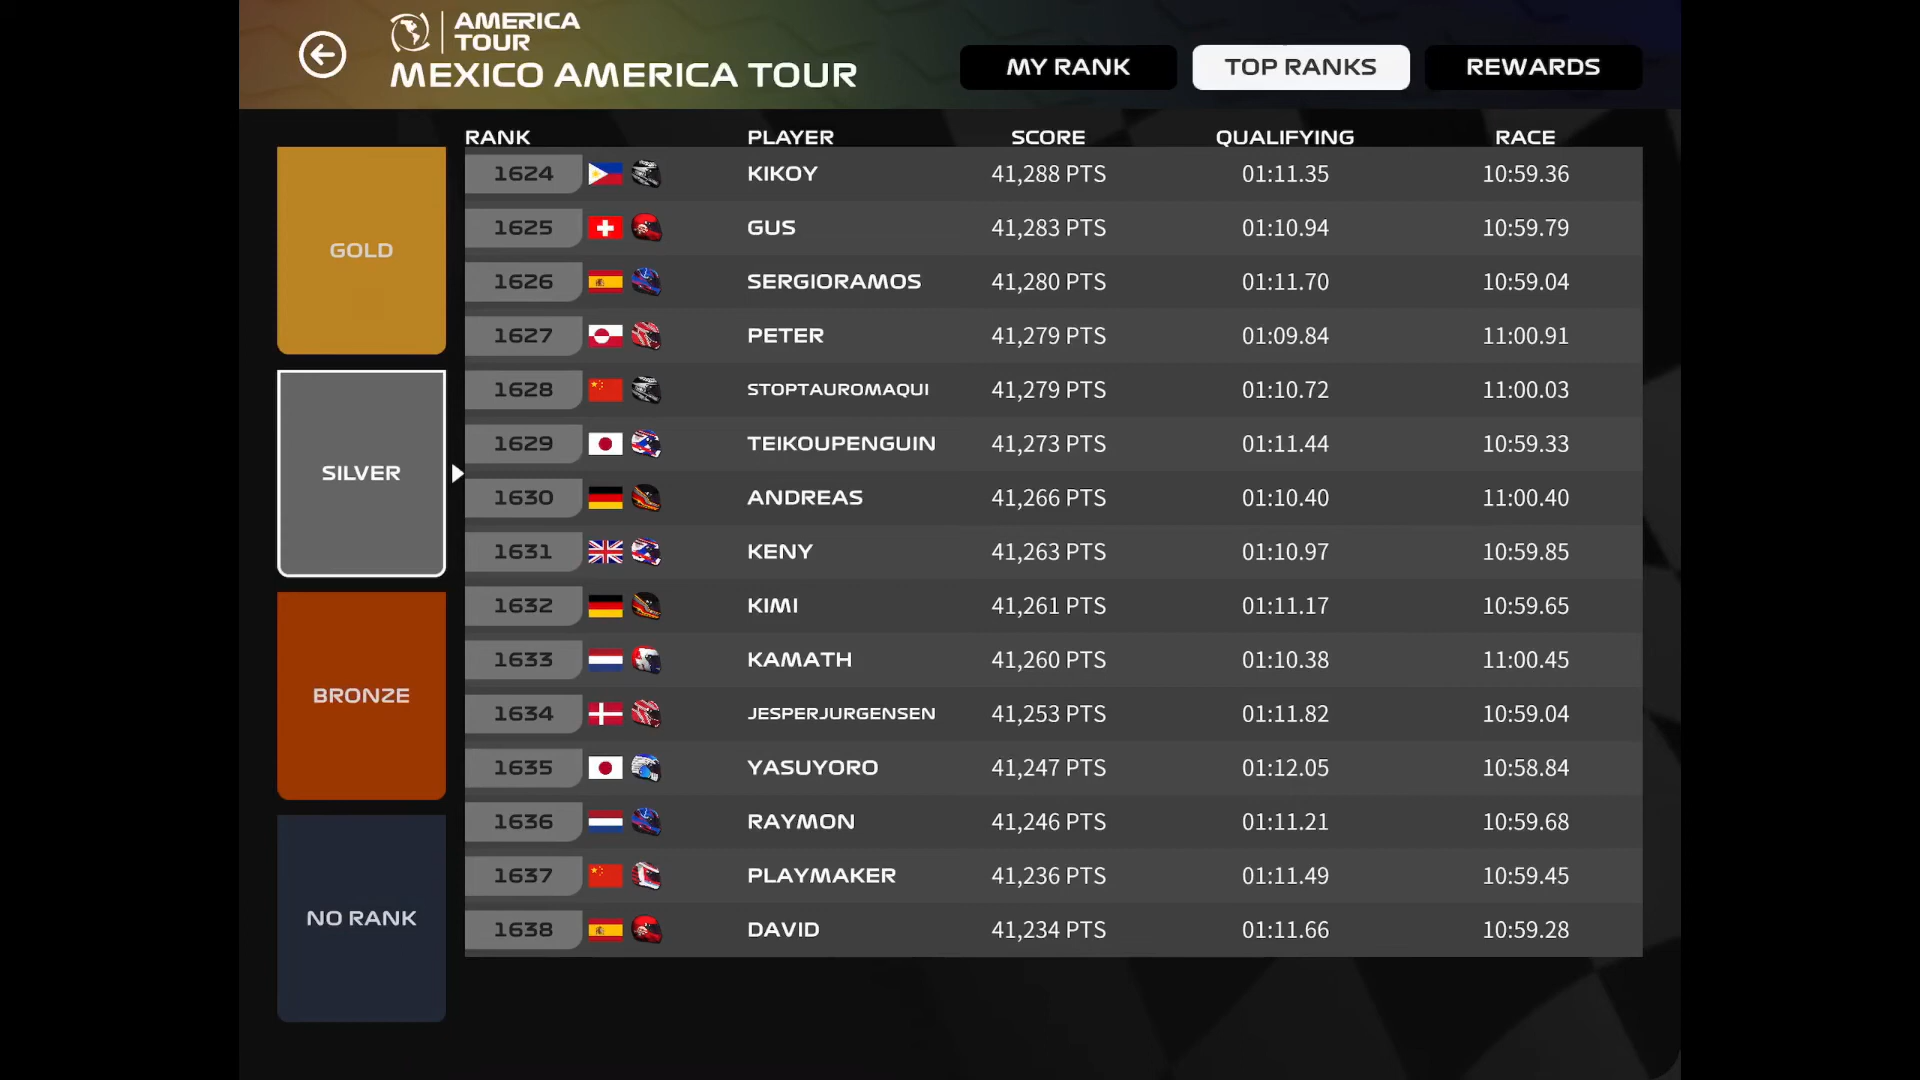 AMERICA
TOUR
MEXICO AMERICA TOUR
MY RANK TOP RANKS REWARDS
RANK PLAYER SCORE QUALIFYING RACE
GOLD
SILVER
BRONZE
NO RANK
1624 KIKOY 41,288 PTS 01:11.35 10:59.36
1625 GUS 41,283 PTS 01:10.94 10:59.79
1626 SERGIORAMOS 41,280 PTS 01:11.70 10:59.04
1627 PETER 41,279 PTS 01:09.84 11:00.91
1628 STOPTAUROMAQUI 41,279 PTS 01:10.72 11:00.03
1629 TEIKOUPENGUIN 41,273 PTS 01:11.44 10:59.33
1630 ANDREAS 41,266 PTS 01:10.40 11:00.40
1631 KENY 41,263 PTS 01:10.97 10:59.85
1632 KIMI 41,261 PTS 01:11.17 10:59.65
1633 KAMATH 41,260 PTS 01:10.38 11:00.45
1634 JESPERJURGENSEN 41,253 PTS 01:11.82 10:59.04
1635 YASUYORO 41,247 PTS 01:12.05 10:58.84
1636 RAYMON 41,246 PTS 01:11.21 10:59.68
1637 PLAYMAKER 41,236 PTS 01:11.49 10:59.45
1638 DAVID 41,234 PTS 01:11.66 10:59.28